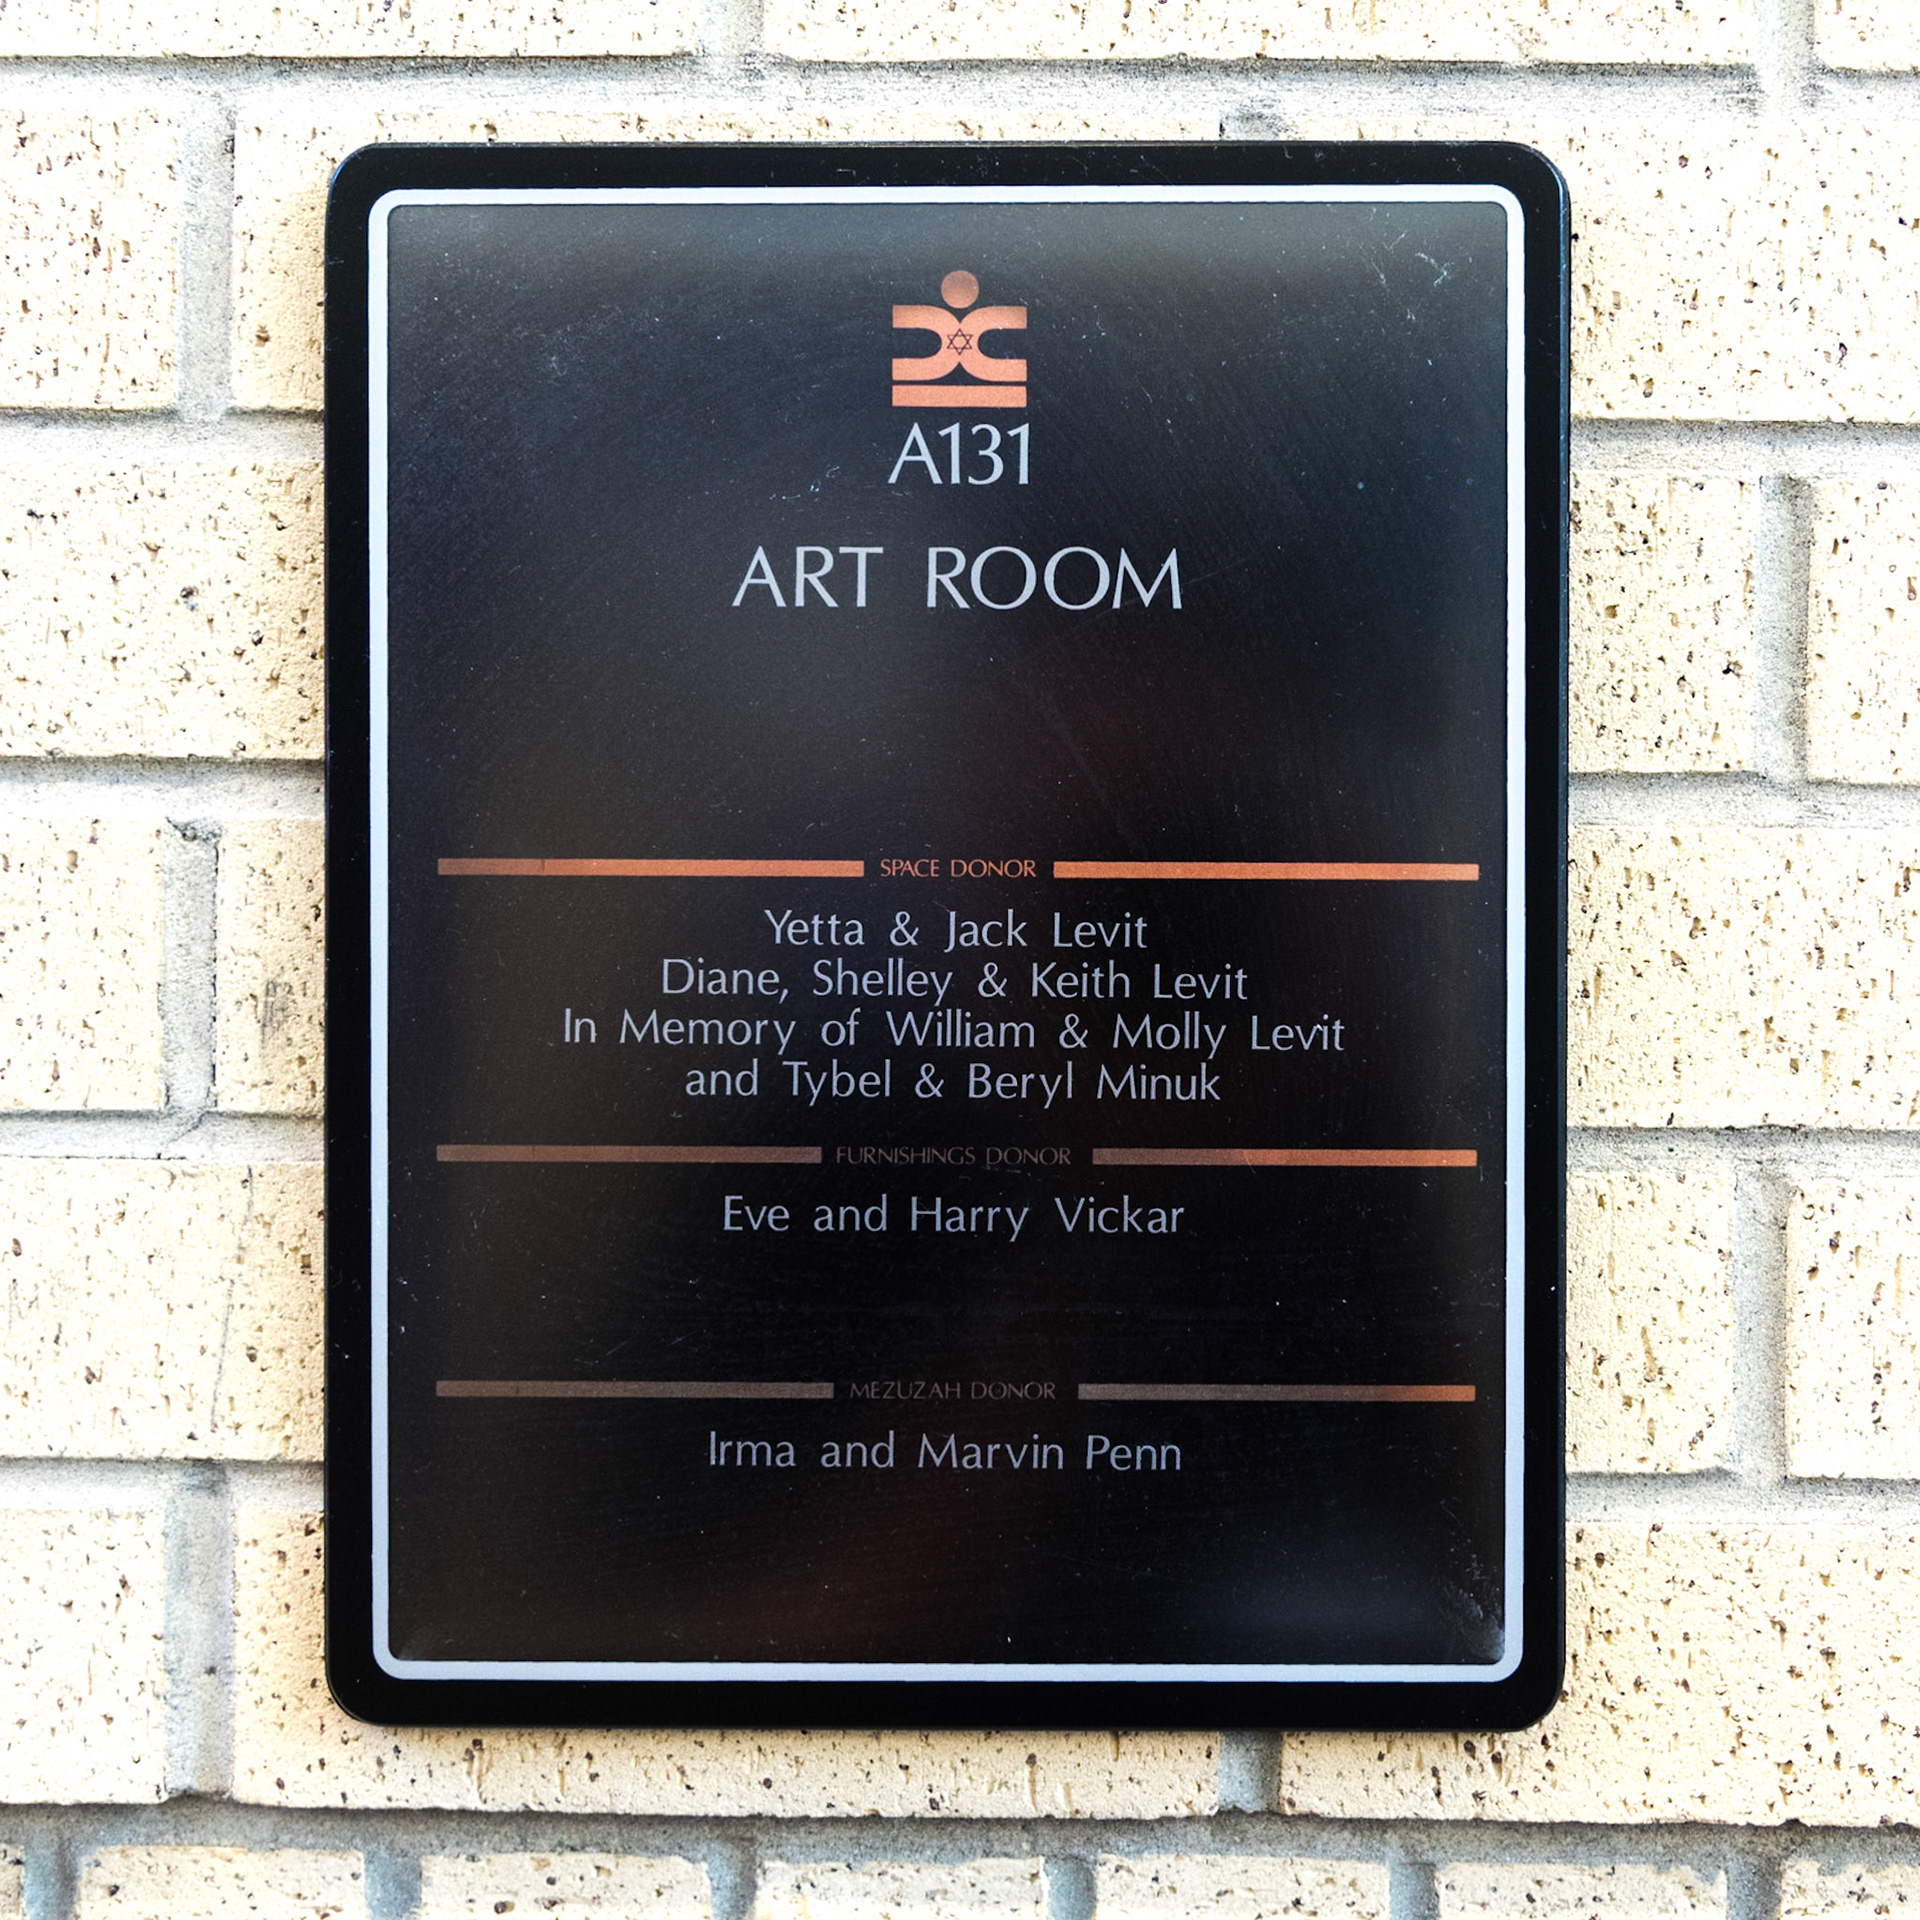 A131
ART ROOM
SPACE DONOR
Yetta & Jack Levit
Diane, Shelley & Keith Levit
In Memory of William & Molly Levit
and Tybel & Beryl Minuk
FURNISHINGS DONOR
Eve and Harry Vickar
MEZUZAH DONOR
Irma and Marvin Penn